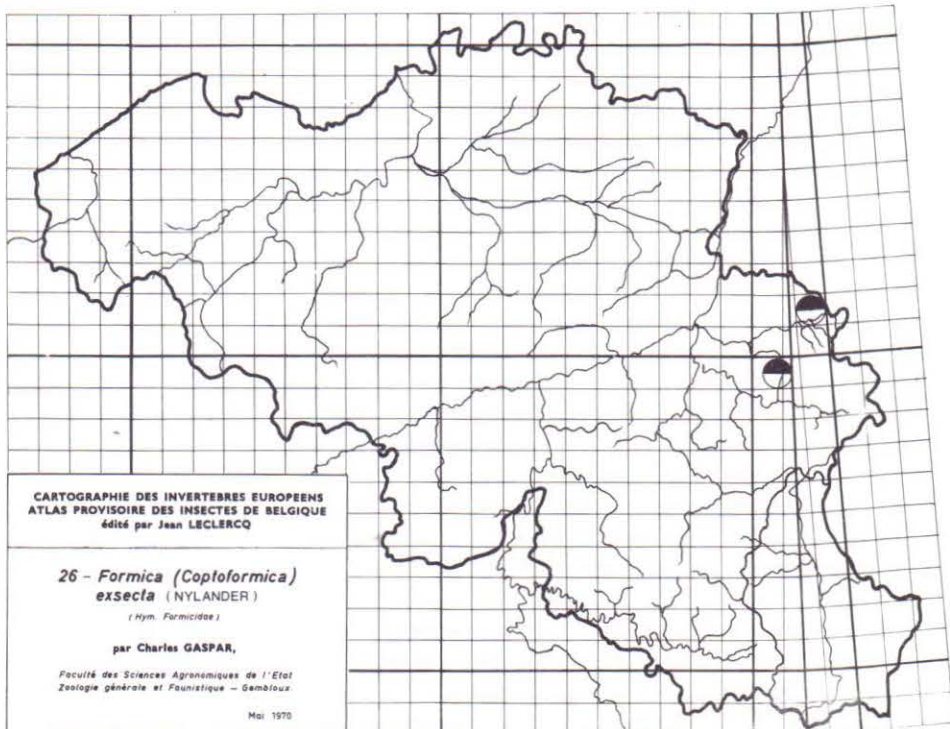 CARTOGRAPHIE DES INVERTEBRES EUROPEENS
ATLAS PROVISOIRE DES INSECTES DE BELGIQUE
édité par Jean LECLERCQ
26 - Formica (Coptoformica)
exsecta (NYLANDER)
(Hym. Formicidae)
par Charles GASPAR,
Faculté des Sciences Agronomiques de l'Etat
Zoologie générale et Faunistique - Gembloux.
Mai 1970